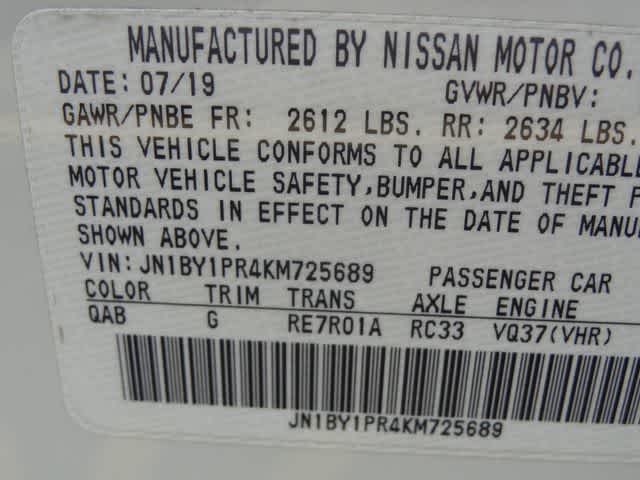 MANUFACTURED BY NISSAN MOTOR CO.
DATE: 07/19 GVWR/PNBV:
GAWR/PNBE FR: 2612 LBS. RR: 2634 LBS.
THIS VEHICLE CONFORMS TO ALL APPLICABLE
MOTOR VEHICLE SAFETY,BUMPER,AND THEFT P
STANDARDS IN EFFECT ON THE DATE OF MANU
SHOWN ABOVE.
VIN: JN1BY1PR4KM725689 PASSENGER CAR
COLOR TRIM TRANS AXLE ENGINE
QAB G RE7R01A RC33 VQ37(VHR)
JN1BY1PR4KM725689